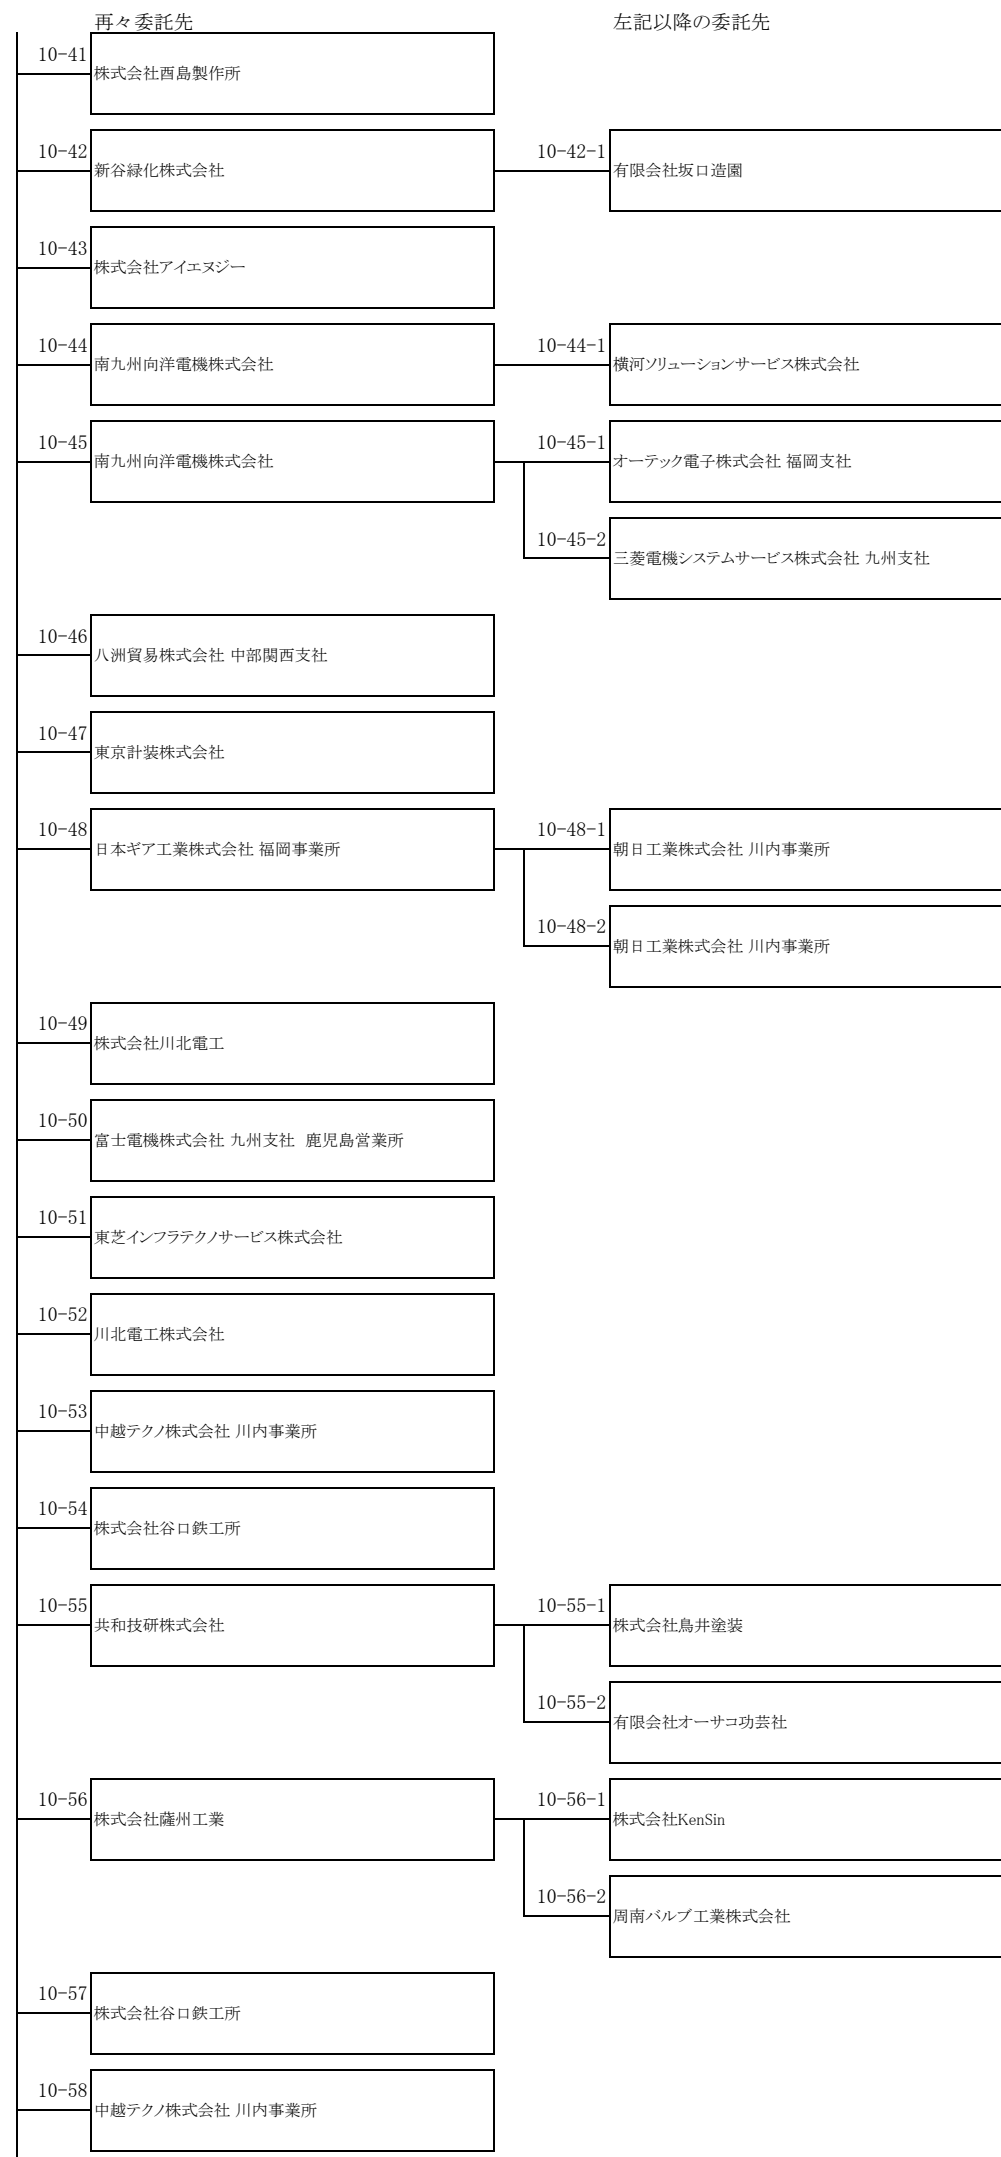 再々委託先
左記以降の委託先
10-41
株式会社酉島製作所
10-42
新谷緑化株式会社
10-42-1
有限会社坂口造園
10-43
株式会社アイエヌジー
10-44
南九州向洋電機株式会社
10-44-1
横河ソリューションサービス株式会社
10-45
南九州向洋電機株式会社
10-45-1
オーテック電子株式会社 福岡支社
10-45-2
三菱電機システムサービス株式会社 九州支社
10-46
八洲貿易株式会社 中部関西支社
10-47
東京計装株式会社
10-48
日本ギア工業株式会社 福岡事業所
10-48-1
朝日工業株式会社 川内事業所
10-48-2
朝日工業株式会社 川内事業所
10-49
株式会社川北電工
10-50
富士電機株式会社 九州支社 鹿児島営業所
10-51
東芝インフラテクノサービス株式会社
10-52
川北電工株式会社
10-53
中越テクノ株式会社 川内事業所
10-54
株式会社谷口鉄工所
10-55
共和技研株式会社
10-55-1
株式会社鳥井塗装
10-55-2
有限会社オーサコ功芸社
10-56
株式会社薩州工業
10-56-1
株式会社KenSin
10-56-2
周南バルブ工業株式会社
10-57
株式会社谷口鉄工所
10-58
中越テクノ株式会社 川内事業所